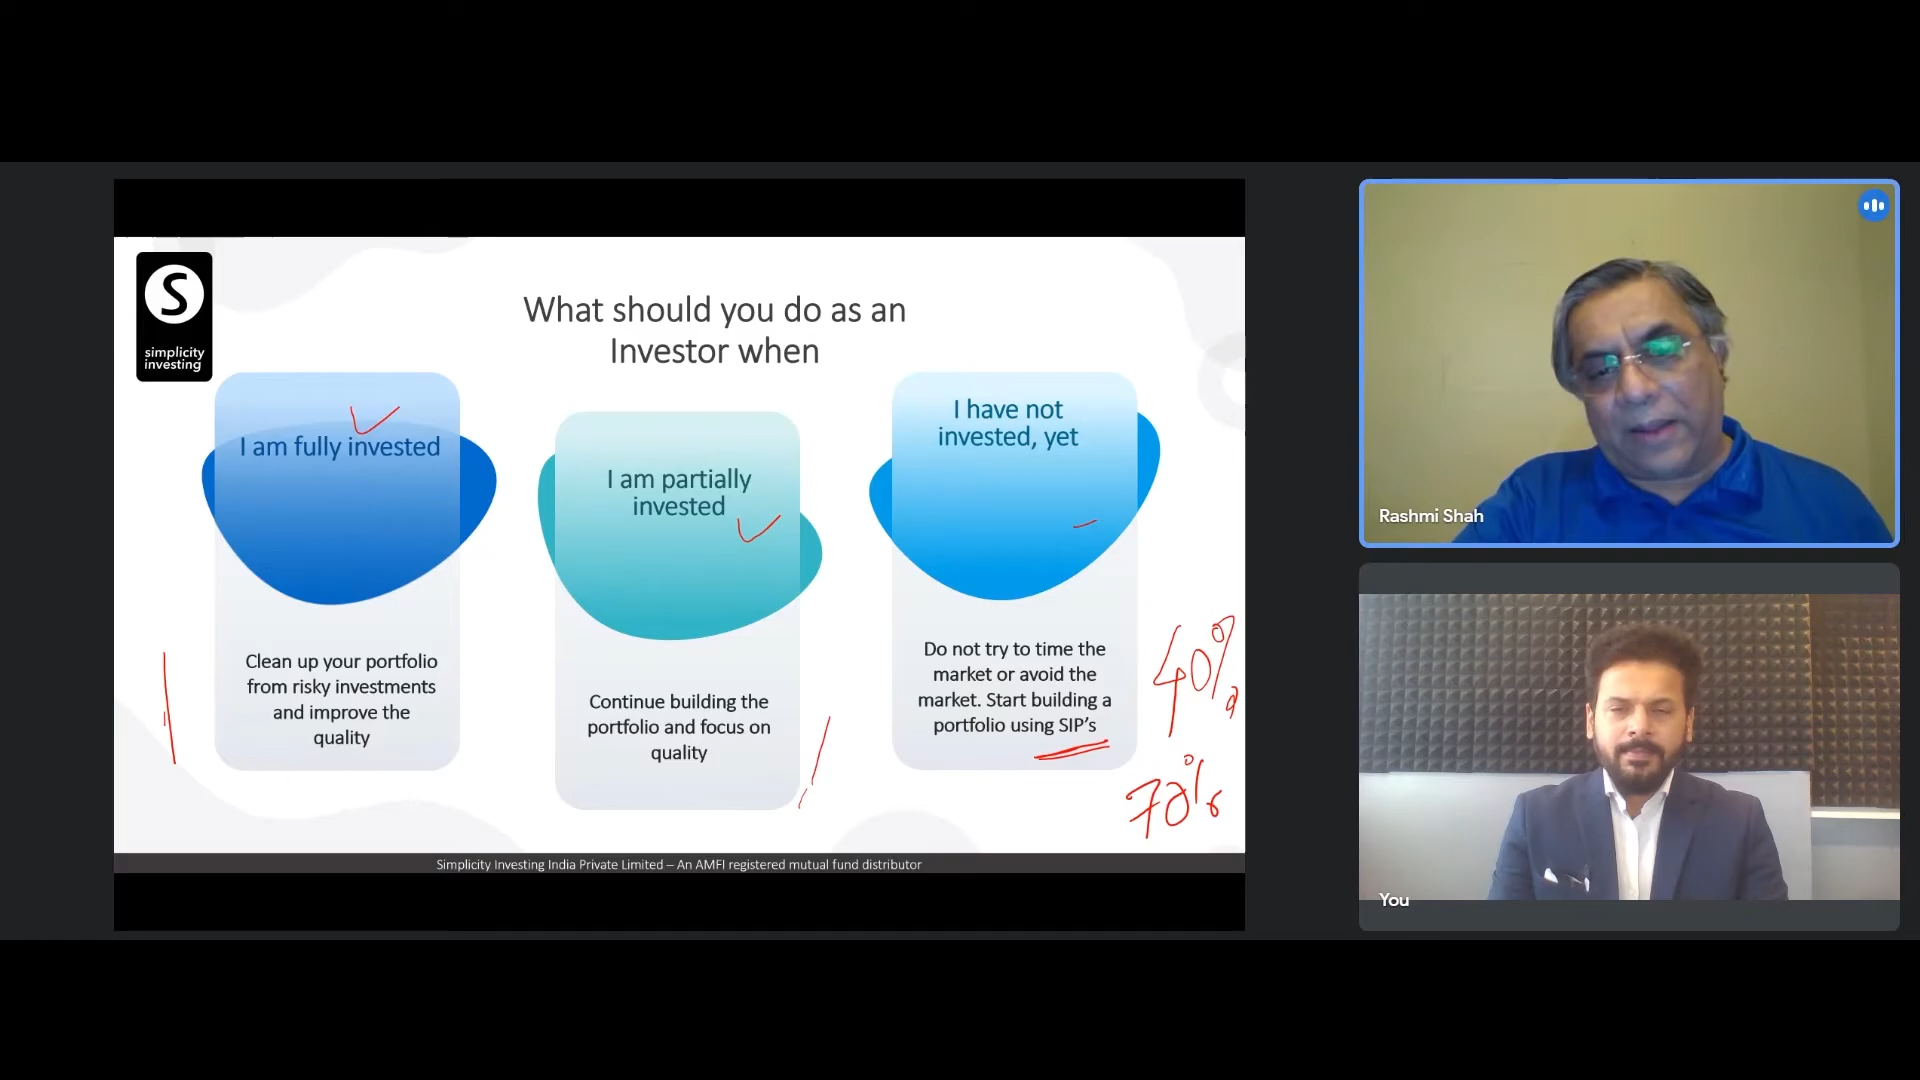 S
simplicity
investing
What should you do as an
Investor when
I am fully invested
Clean up your portfolio
from risky investments
and improve the
quality
I am partially
invested
Continue building the
portfolio and focus on
quality
I have not
invested, yet
Do not try to time the
market or avoid the
market. Start building a
portfolio using SIP's
40%
70%
Simplicity Investing India Private Limited – An AMFI registered mutual fund distributor
Rashmi Shah
You